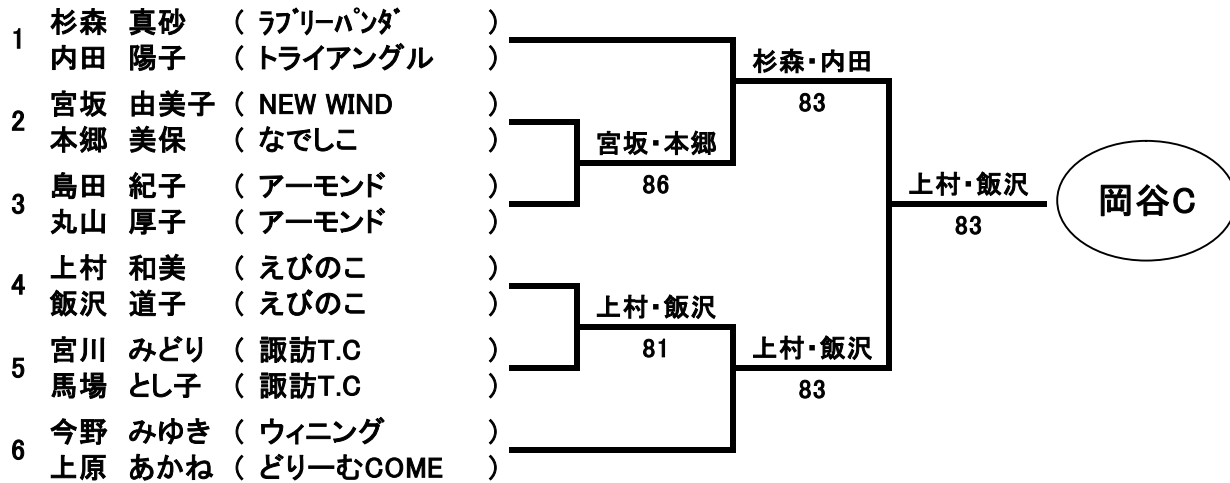 1
杉森 真砂 ( ﾗﾌﾞﾘｰﾊﾟﾝﾀﾞ )
内田 陽子 ( トライアングル )
2
宮坂 由美子 ( NEW WIND )
本郷 美保 ( なでしこ )
3
島田 紀子 ( アーモンド )
丸山 厚子 ( アーモンド )
4
上村 和美 ( えびのこ )
飯沢 道子 ( えびのこ )
5
宮川 みどり ( 諏訪T.C )
馬場 とし子 ( 諏訪T.C )
6
今野 みゆき ( ウィニング )
上原 あかね ( どりーむCOME )
宮坂・本郷
86
上村・飯沢
81
杉森・内田
83
上村・飯沢
83
上村・飯沢
83
岡谷C